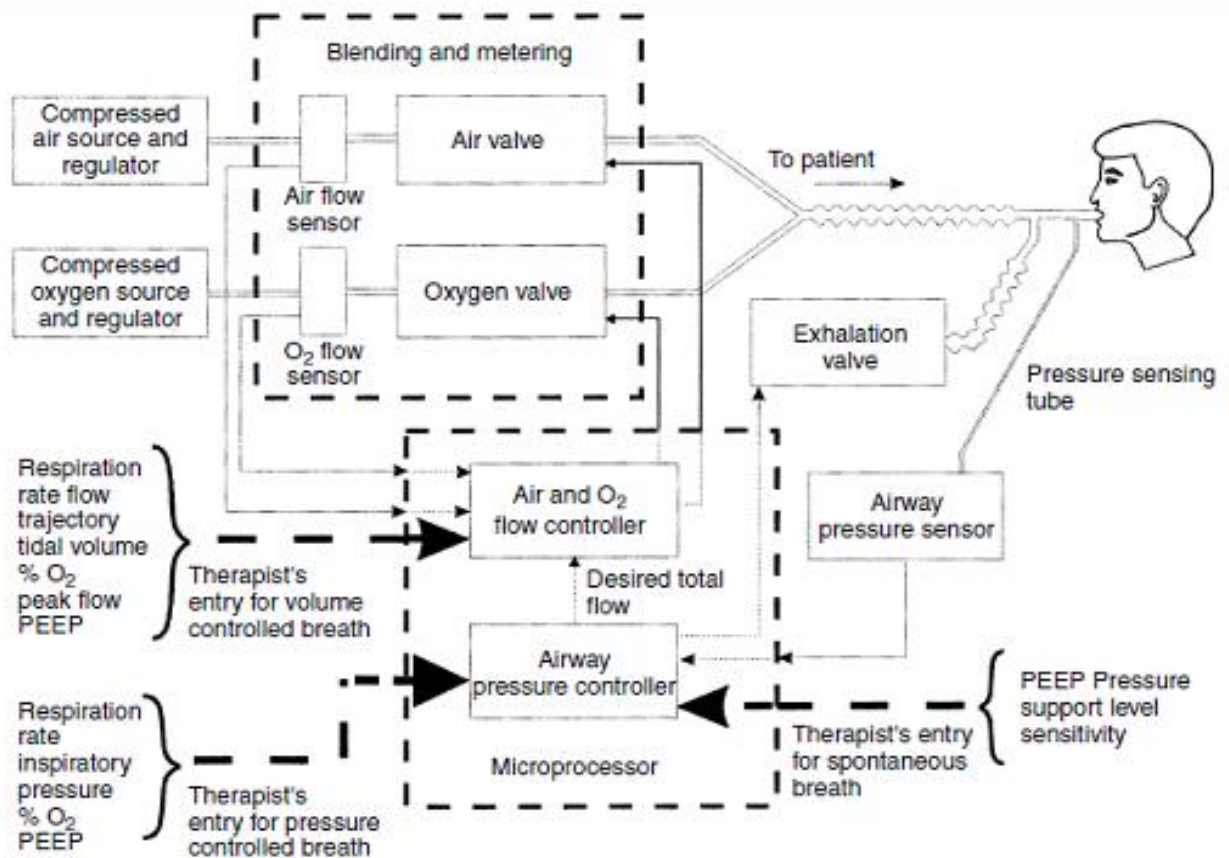 Blending and metering
Compressed
air source and
regulator
Air valve
Air flow
sensor
To patient
Compressed
oxygen source
and regulator
Oxygen valve
O₂ flow
sensor
Exhalation
valve
Pressure sensing
tube
Respiration
rate flow
trajectory
tidal volume
% O₂
peak flow
PEEP
Therapist's
entry for volume
controlled breath
Air and O₂
flow controller
Airway
pressure sensor
Desired total
flow
Airway
pressure controller
Microprocessor
PEEP Pressure
support level
sensitivity
Therapist's entry
for spontaneous
breath
Respiration
rate
inspiratory
pressure
% O₂
PEEP
Therapist's
entry for pressure
controlled breath